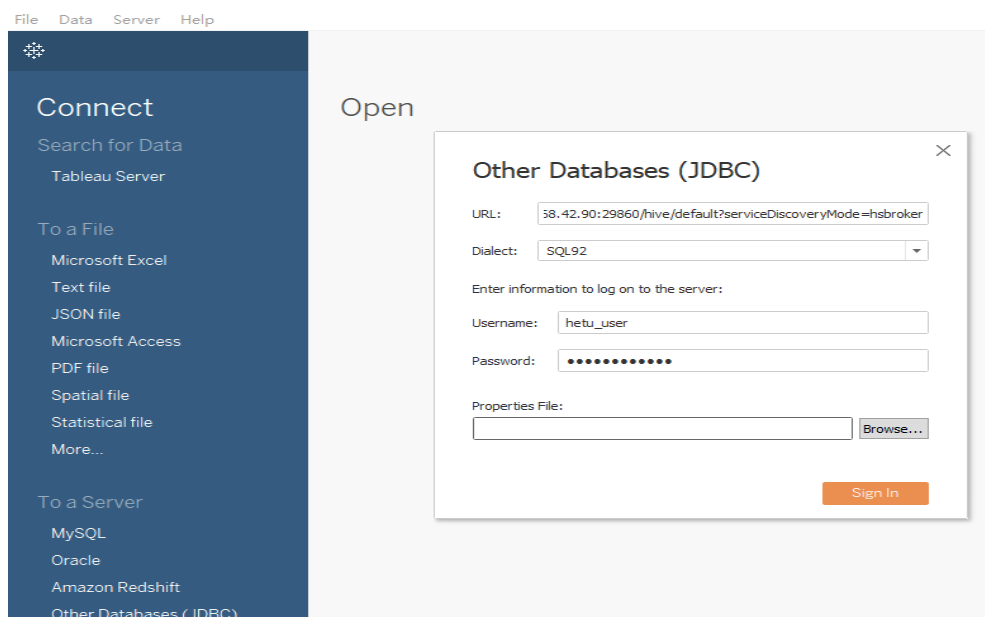 File Data Server Help
Connect
Search for Data
Tableau Server
To a File
Microsoft Excel
Text file
JSON file
Microsoft Access
PDF file
Spatial file
Statistical file
More...
To a Server
MySQL
Oracle
Amazon Redshift
Other Databases (JDBC)
Open
Other Databases (JDBC)
URL: 58.42.90:29860/hive/default?serviceDiscoveryMode=hsbroker
Dialect: SQL92
Enter information to log on to the server:
Username: hetu_user
Password: ●●●●●●●●●●●●
Properties File:
Browse...
Sign In